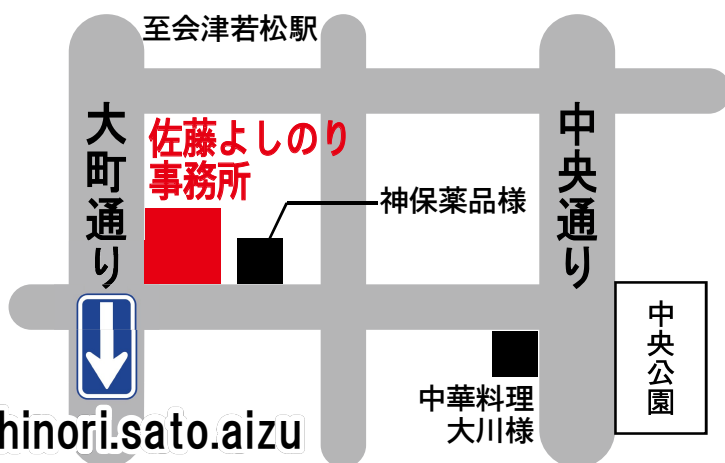 至会津若松駅
大町通り
佐藤よしのり
事務所
神保薬品様
中央通り
中央公園
中華料理
大川様
hinori.sato.aizu